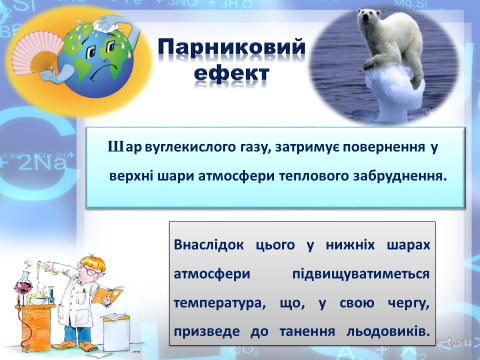 Парниковий
ефект
Шар вуглекислого газу, затримує повернення у
верхні шари атмосфери теплового забруднення.
Внаслідок цього у нижніх шарах
атмосфери підвищуватиметься
температура, що, у свою чергу,
призведе до танення льодовиків.
+ 2Na